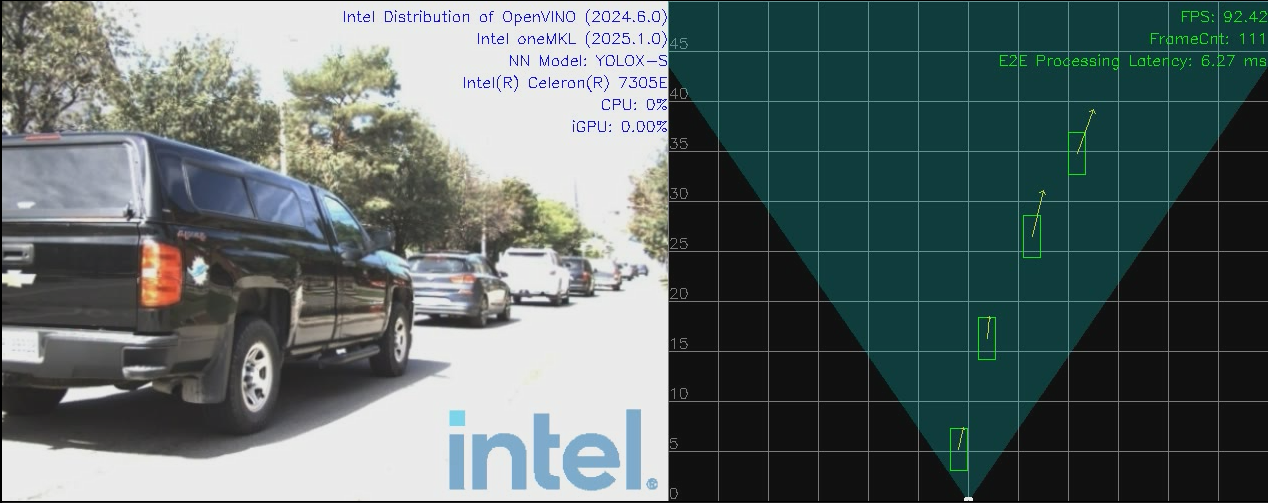 Intel Distribution of OpenVINO (2024.6.0)
Intel oneMKL (2025.1.0)
NN Model: YOLOX-S
Intel(R) Celeron(R) 7305E
CPU: 0%
iGPU: 0.00%
intel.
FPS: 92.42
FrameCnt: 111
E2E Processing Latency: 6.27 ms
45
40
35
30
25
20
15
10
5
0